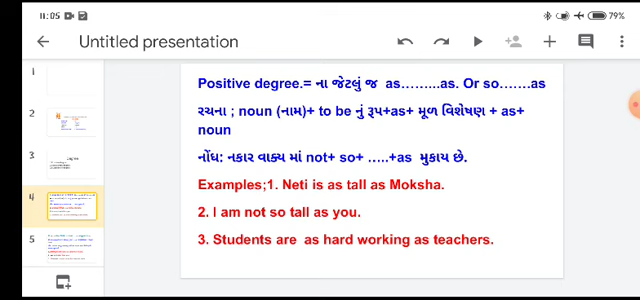 11:05
79%
Untitled presentation
1
2
3
Degree
4
5
Positive degree.= ના જેટલું જ as.........as. Or so.......as
રચના ; noun (નામ)+ to be નું રૂપ+as+ મૂળ વિશેષણ + as+
noun
નોંધ: નકાર વાક્ય માં not+ so+ .....+as મુકાય છે.
Examples;1. Neti is as tall as Moksha.
2. I am not so tall as you.
3. Students are as hard working as teachers.